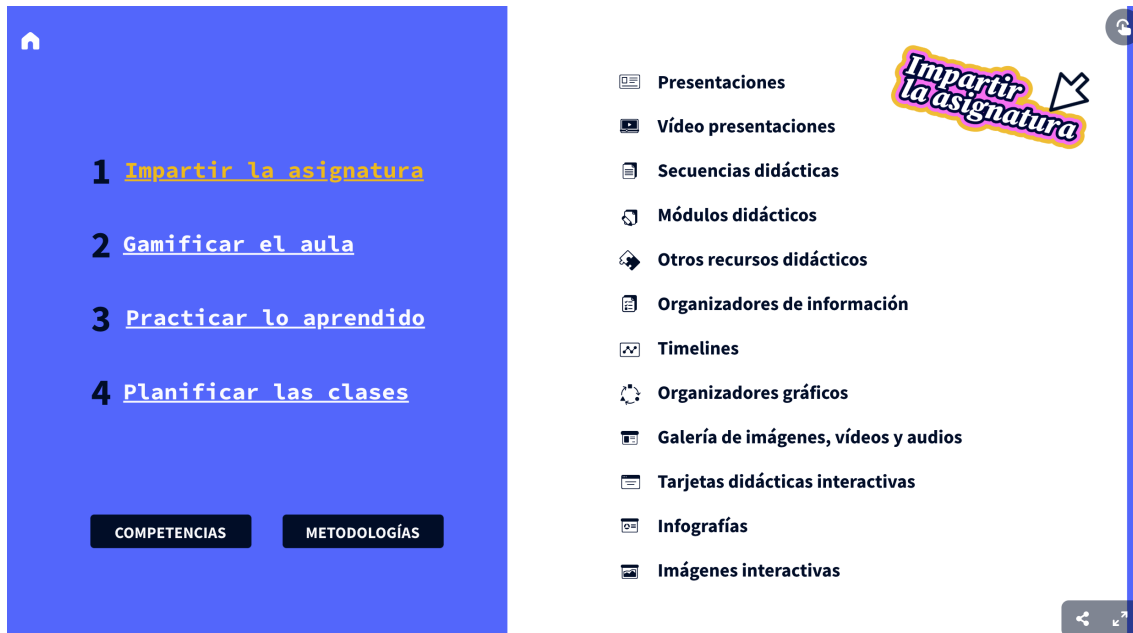 1 Impartir la asignatura
2 Gamificar el aula
3 Practicar lo aprendido
4 Planificar las clases
COMPETENCIAS
METODOLOGÍAS
Impartir
la asignatura
Presentaciones
Vídeo presentaciones
Secuencias didácticas
Módulos didácticos
Otros recursos didácticos
Organizadores de información
Timelines
Organizadores gráficos
Galería de imágenes, vídeos y audios
Tarjetas didácticas interactivas
Infografías
Imágenes interactivas